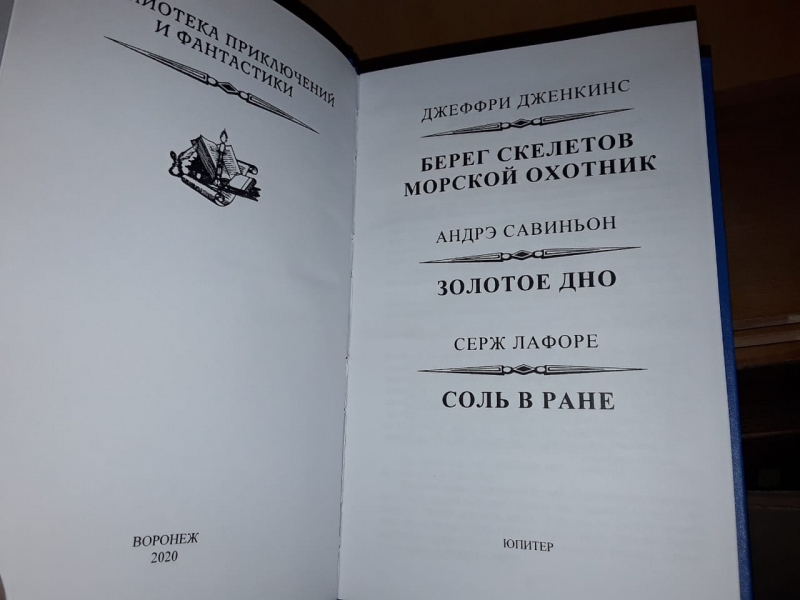 ПРИКЛЮЧЕНИЙ
И ФАНТАСТИКИ
ВОРОНЕЖ
2020
ДЖЕФФРИ ДЖЕНКИНС
БЕРЕГ СКЕЛЕТОВ
МОРСКОЙ ОХОТНИК
АНДРЭ САВИНЬОН
ЗОЛОТОЕ ДНО
СЕРЖ ЛАФОРЕ
СОЛЬ В РАНЕ
ЮПИТЕР